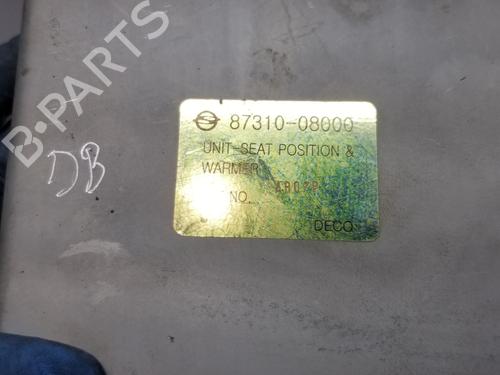 B-PARTS
87310-08000
UNIT-SEAT POSITION &
WARMER
NO.
DECO
DB